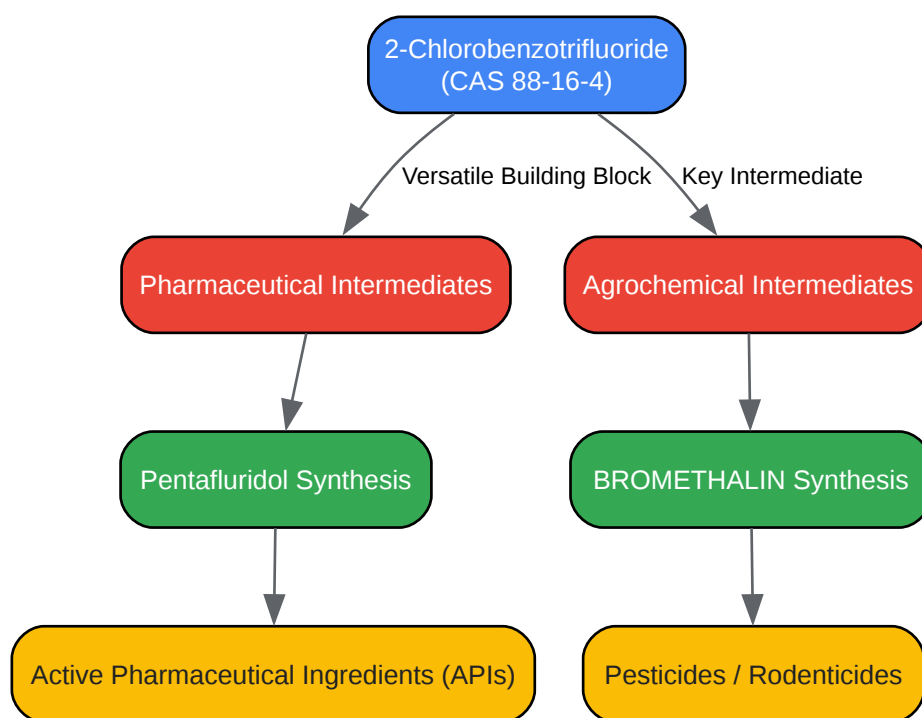 2-Chlorobenzotrifluoride
(CAS 88-16-4)
Versatile Building Block
Key Intermediate
Pharmaceutical Intermediates
Agrochemical Intermediates
Pentafluridol Synthesis
BROMETHALIN Synthesis
Active Pharmaceutical Ingredients (APIs)
Pesticides / Rodenticides